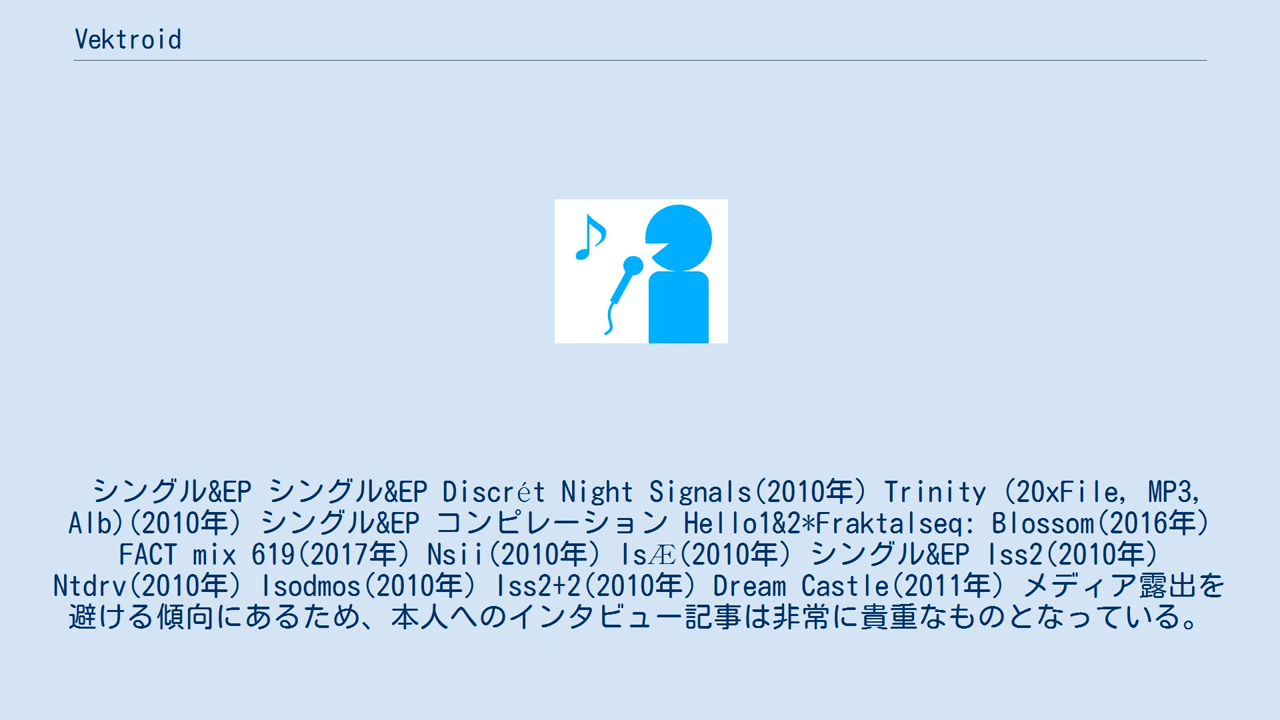 Vektroid
シングル&EP シングル&EP Discrét Night Signals(2010年) Trinity (20xFile, MP3,
Alb)(2010年) シングル&EP コンピレーション Hello1&2*Fraktalseq: Blossom(2016年)
FACT mix 619(2017年) Nsii(2010年) IsÆ(2010年) シングル&EP Iss2(2010年)
Ntdrv(2010年) Isodmos(2010年) Iss2+2(2010年) Dream Castle(2011年) メディア露出を
避ける傾向にあるため、本人へのインタビュー記事は非常に貴重なものとなっている。